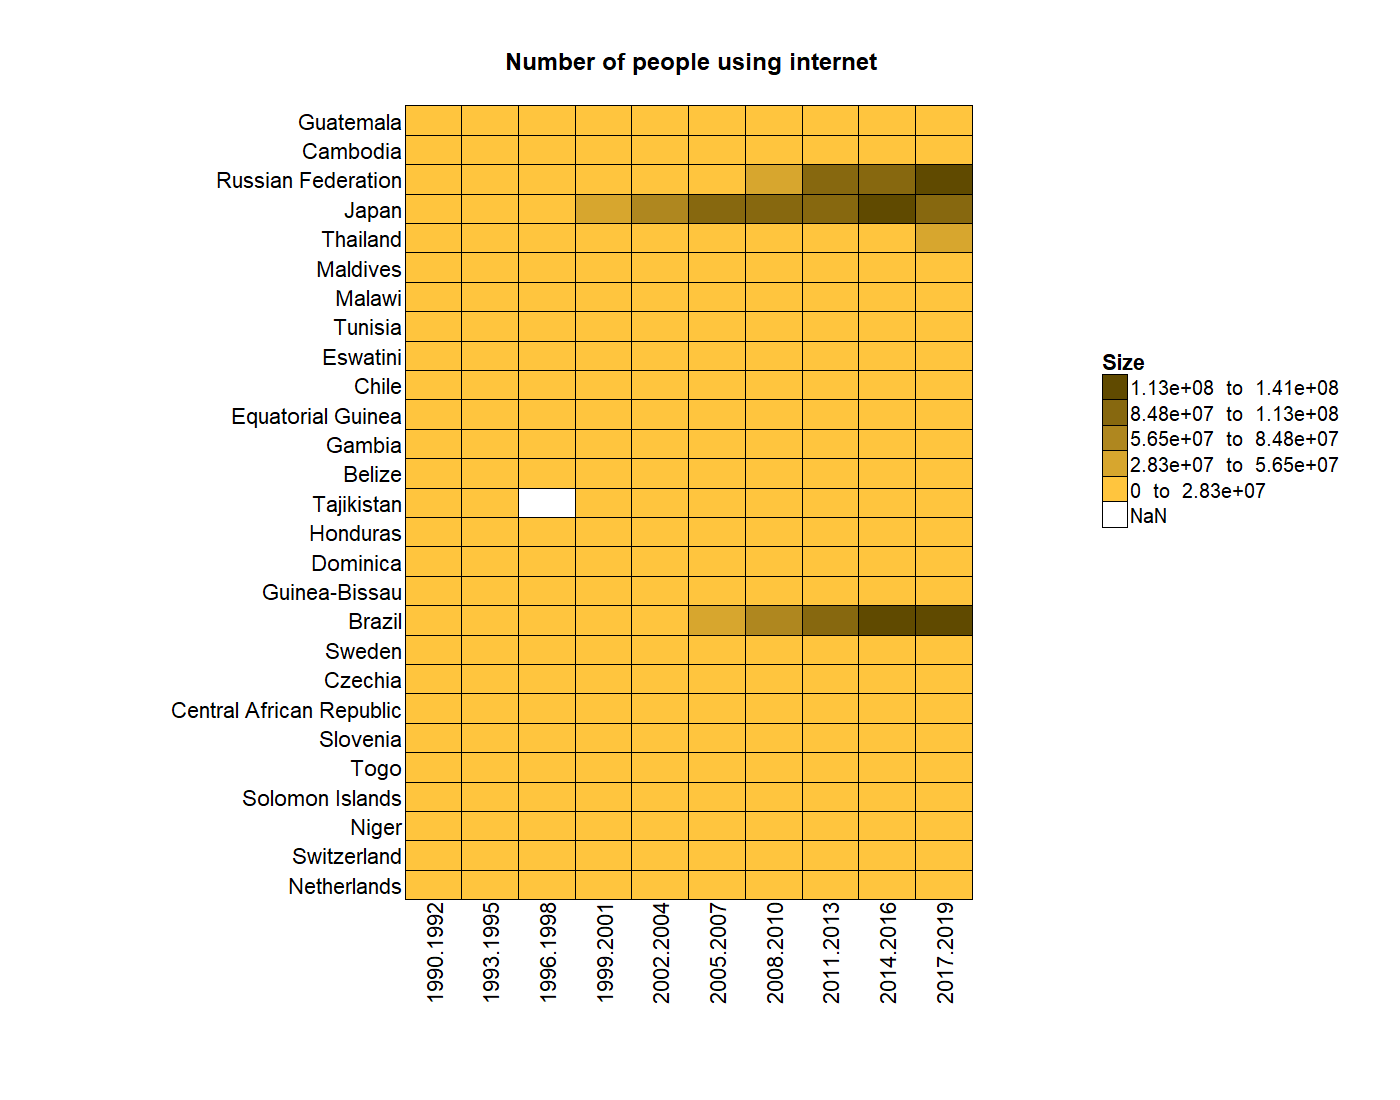 Number of people using internet
Guatemala
Cambodia
Russian Federation
Japan
Thailand
Maldives
Malawi
Tunisia
Eswatini
Chile
Equatorial Guinea
Gambia
Belize
Tajikistan
Honduras
Dominica
Guinea-Bissau
Brazil
Sweden
Czechia
Central African Republic
Slovenia
Togo
Solomon Islands
Niger
Switzerland
Netherlands
1990.1992
1993.1995
1996.1998
1999.2001
2002.2004
2005.2007
2008.2010
2011.2013
2014.2016
2017.2019
Size
1.13e+08 to 1.41e+08
8.48e+07 to 1.13e+08
5.65e+07 to 8.48e+07
2.83e+07 to 5.65e+07
0 to 2.83e+07
NaN